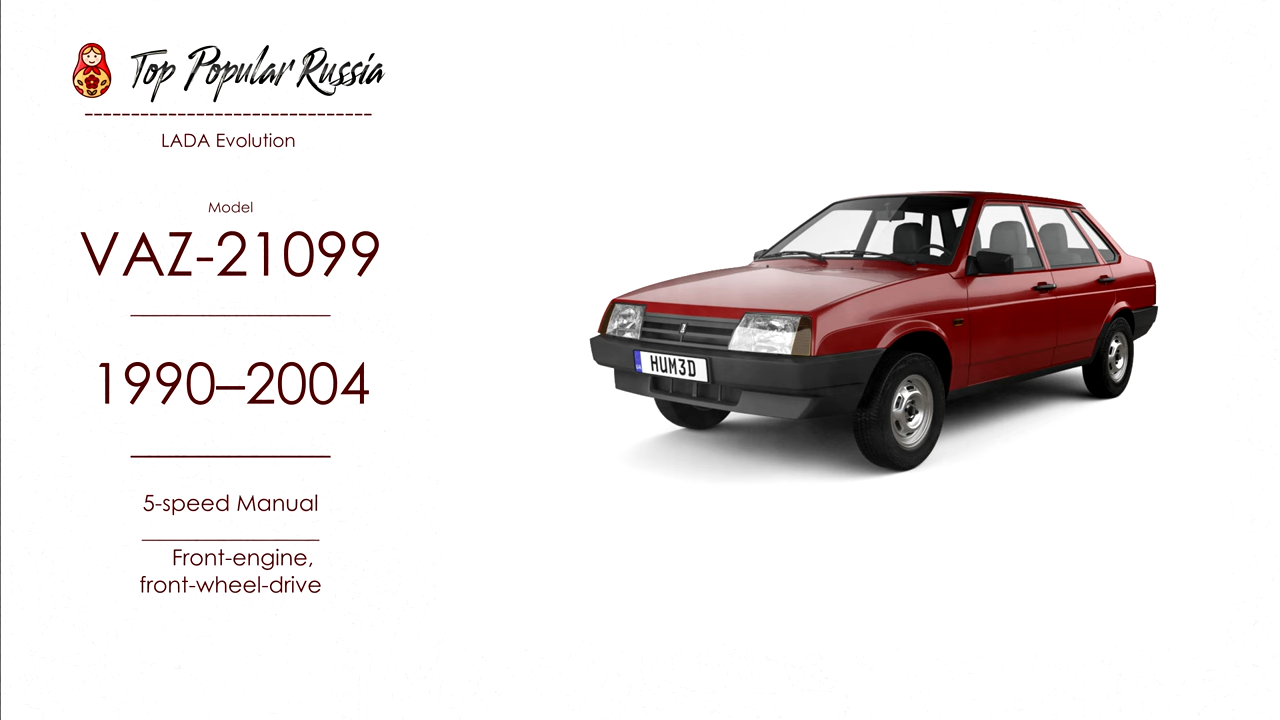 Top Popular Russia
LADA Evolution
Model
VAZ-21099
1990–2004
5-speed Manual
Front-engine,
front-wheel-drive
HUM3D